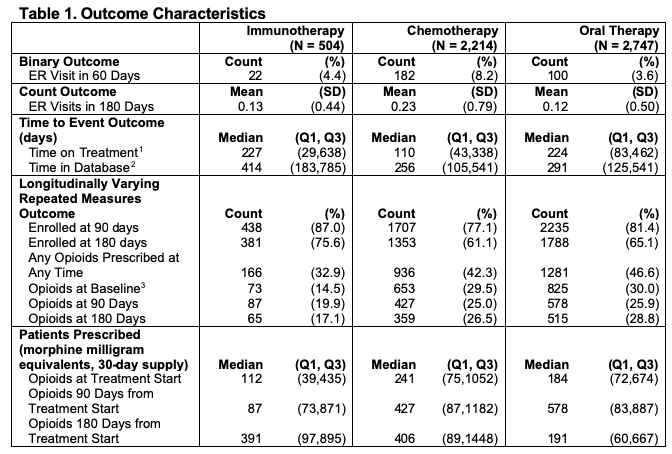 Table 1. Outcome Characteristics
Immunotherapy (N = 504) Chemotherapy (N = 2,214) Oral Therapy (N = 2,747)
Binary Outcome Count (%) Count (%) Count (%)
ER Visit in 60 Days 22 (4.4) 182 (8.2) 100 (3.6)
Count Outcome Mean (SD) Mean (SD) Mean (SD)
ER Visits in 180 Days 0.13 (0.44) 0.23 (0.79) 0.12 (0.50)
Time to Event Outcome
(days) Median (Q1, Q3) Median (Q1, Q3) Median (Q1, Q3)
Time on Treatment¹ 227 (29,638) 110 (43,338) 224 (83,462)
Time in Database² 414 (183,785) 256 (105,541) 291 (125,541)
Longitudinally Varying
Repeated Measures
Outcome Count (%) Count (%) Count (%)
Enrolled at 90 days 438 (87.0) 1707 (77.1) 2235 (81.4)
Enrolled at 180 days 381 (75.6) 1353 (61.1) 1788 (65.1)
Any Opioids Prescribed at
Any Time 166 (32.9) 936 (42.3) 1281 (46.6)
Opioids at Baseline³ 73 (14.5) 653 (29.5) 825 (30.0)
Opioids at 90 Days 87 (19.9) 427 (25.0) 578 (25.9)
Opioids at 180 Days 65 (17.1) 359 (26.5) 515 (28.8)
Patients Prescribed
(morphine milligram
equivalents, 30-day supply) Median (Q1, Q3) Median (Q1, Q3) Median (Q1, Q3)
Opioids at Treatment Start 112 (39,435) 241 (75,1052) 184 (72,674)
Opioids 90 Days from
Treatment Start 87 (73,871) 427 (87,1182) 578 (83,887)
Opioids 180 Days from
Treatment Start 391 (97,895) 406 (89,1448) 191 (60,667)